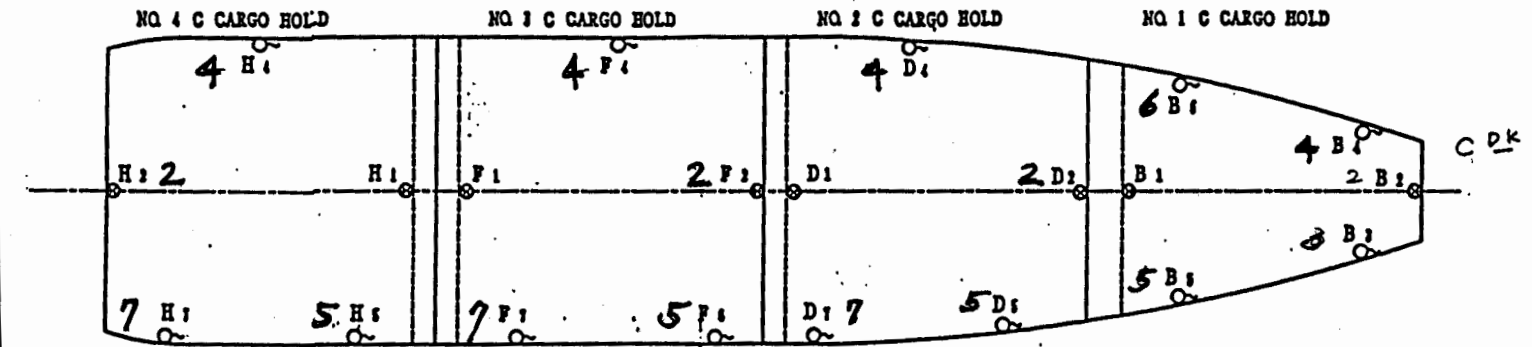 NO. 4 C CARGO HOLD NO. 3 C CARGO HOLD NO. 2 C CARGO HOLD NO. 1 C CARGO HOLD
4 H4 4 F4 4 D4 6 B6
4 B4
C DK
H2 2 H1 F1 2 F2 D1 2 D2 B1 2 B2
3 B3
7 H7 5 H5 7 F7 5 D7 7 5 D5 5 B5